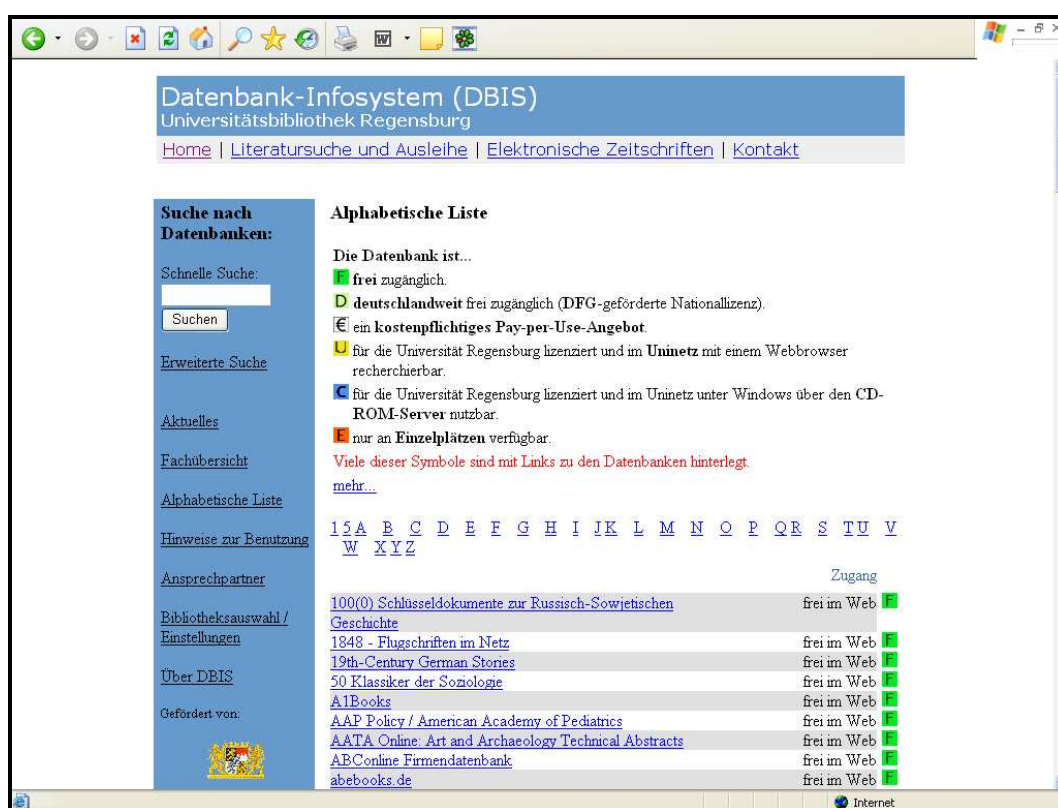 Datenbank-Infosystem (DBIS)
Universitätsbibliothek Regensburg
Home | Literatursuche und Ausleihe | Elektronische Zeitschriften | Kontakt
Suche nach
Datenbanken:
Schnelle Suche:
Suchen
Erweiterte Suche
Aktuelles
Fachübersicht
Alphabetische Liste
Hinweise zur Benutzung
Ansprechpartner
Bibliotheksauswahl /
Einstellungen
Über DBIS
Gefördert von:
Alphabetische Liste
Die Datenbank ist...
F frei zugänglich.
D deutschlandweit frei zugänglich (DFG-geförderte Nationallizenz).
€ ein kostenpflichtiges Pay-per-Use-Angebot.
U für die Universität Regensburg lizenziert und im Uninetz mit einem Webbrowser
recherchierbar.
C für die Universität Regensburg lizenziert und im Uninetz unter Windows über den CD-
ROM-Server nutzbar.
E nur an Einzelplätzen verfügbar.
Viele dieser Symbole sind mit Links zu den Datenbanken hinterlegt.
mehr...
1 5 A B C D E F G H I J K L M N O P Q R S T U V
W X Y Z
Zugang
100(0) Schlüsseldokumente zur Russisch-Sowjetischen frei im Web F
Geschichte
1848 - Flugschriften im Netz frei im Web F
19th-Century German Stories frei im Web F
50 Klassiker der Soziologie frei im Web F
A1Books frei im Web F
AAP Policy / American Academy of Pediatrics frei im Web F
AATA Online: Art and Archaeology Technical Abstracts frei im Web F
ABConline Firmendatenbank frei im Web F
abebooks.de frei im Web F
Internet